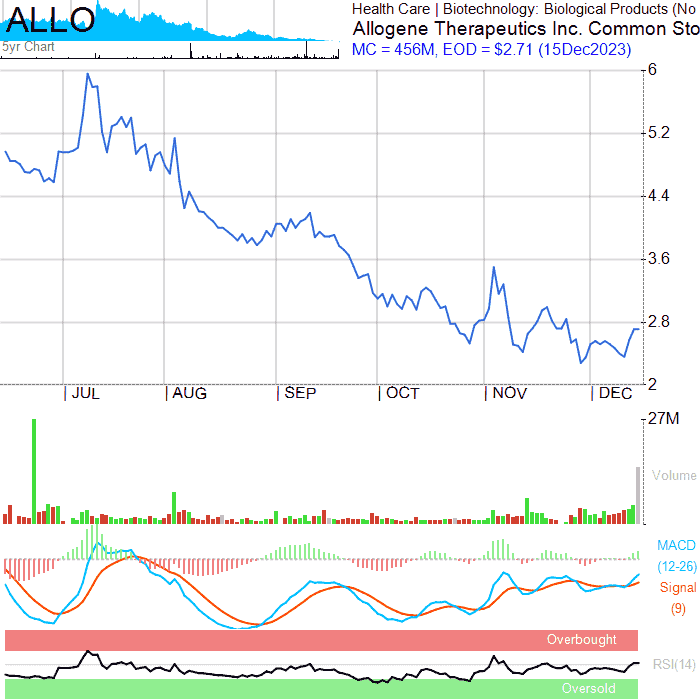 ALLO
5yr Chart
Health Care | Biotechnology: Biological Products (No
Allogene Therapeutics Inc. Common Sto
MC = 456M, EOD = $2.71 (15Dec2023)
6
5.2
4.4
3.6
2.8
2
JUL AUG SEP OCT NOV DEC
27M
Volume
MACD
(12-26)
Signal
(9)
Overbought
RSI(14)
Oversold